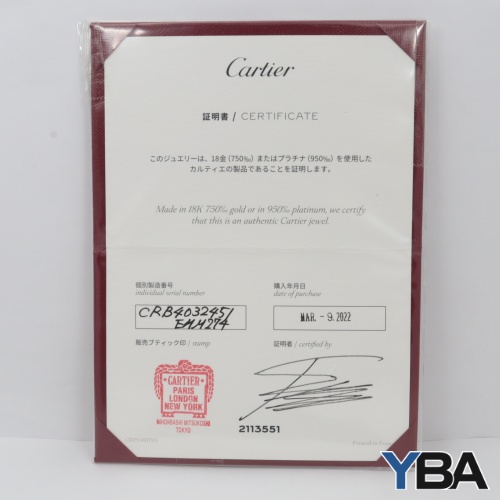 Cartier
証明書 / CERTIFICATE
このジュエリーは、18金(750‰)またはプラチナ(950‰)を使用した
カルティエの製品であることを証明します。
Made in 18K 750‰ gold or in 950‰ platinum, we certify
that this is an authentic Cartier jewel.
個別製造番号
individual serial number
購入年月日
date of purchase
CRB4032451
EMM274
MAR. - 9. 2022
販売ブティック印 / stamp
証明者 / certified by
CARTIER
PARIS
LONDON
NEW YORK
NIHOMBASHI MITSUKOSHI
TOKYO
2113551
Printed in
YBA